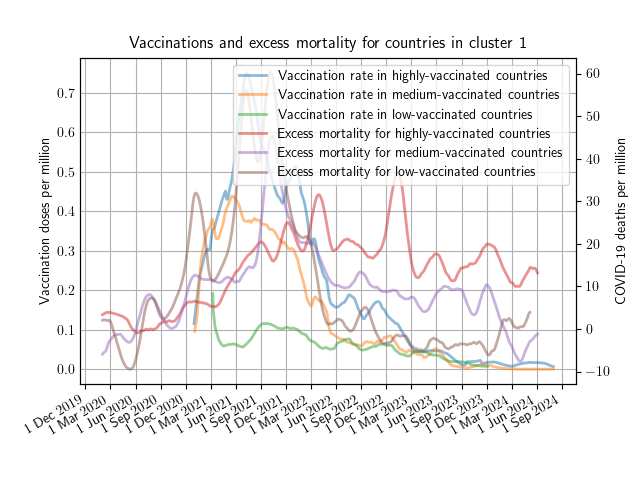 Vaccinations and excess mortality for countries in cluster 1
Vaccination rate in highly-vaccinated countries
Vaccination rate in medium-vaccinated countries
Vaccination rate in low-vaccinated countries
Excess mortality for highly-vaccinated countries
Excess mortality for medium-vaccinated countries
Excess mortality for low-vaccinated countries
Vaccination doses per million
0.7
0.6
0.5
0.4
0.3
0.2
0.1
0.0
COVID-19 deaths per million
60
50
40
30
20
10
0
−10
1 Dec 2019
1 Mar 2020
1 Jun 2020
1 Sep 2020
1 Dec 2020
1 Mar 2021
1 Jun 2021
1 Sep 2021
1 Dec 2021
1 Mar 2022
1 Jun 2022
1 Sep 2022
1 Dec 2022
1 Mar 2023
1 Jun 2023
1 Sep 2023
1 Dec 2023
1 Mar 2024
1 Jun 2024
1 Sep 2024